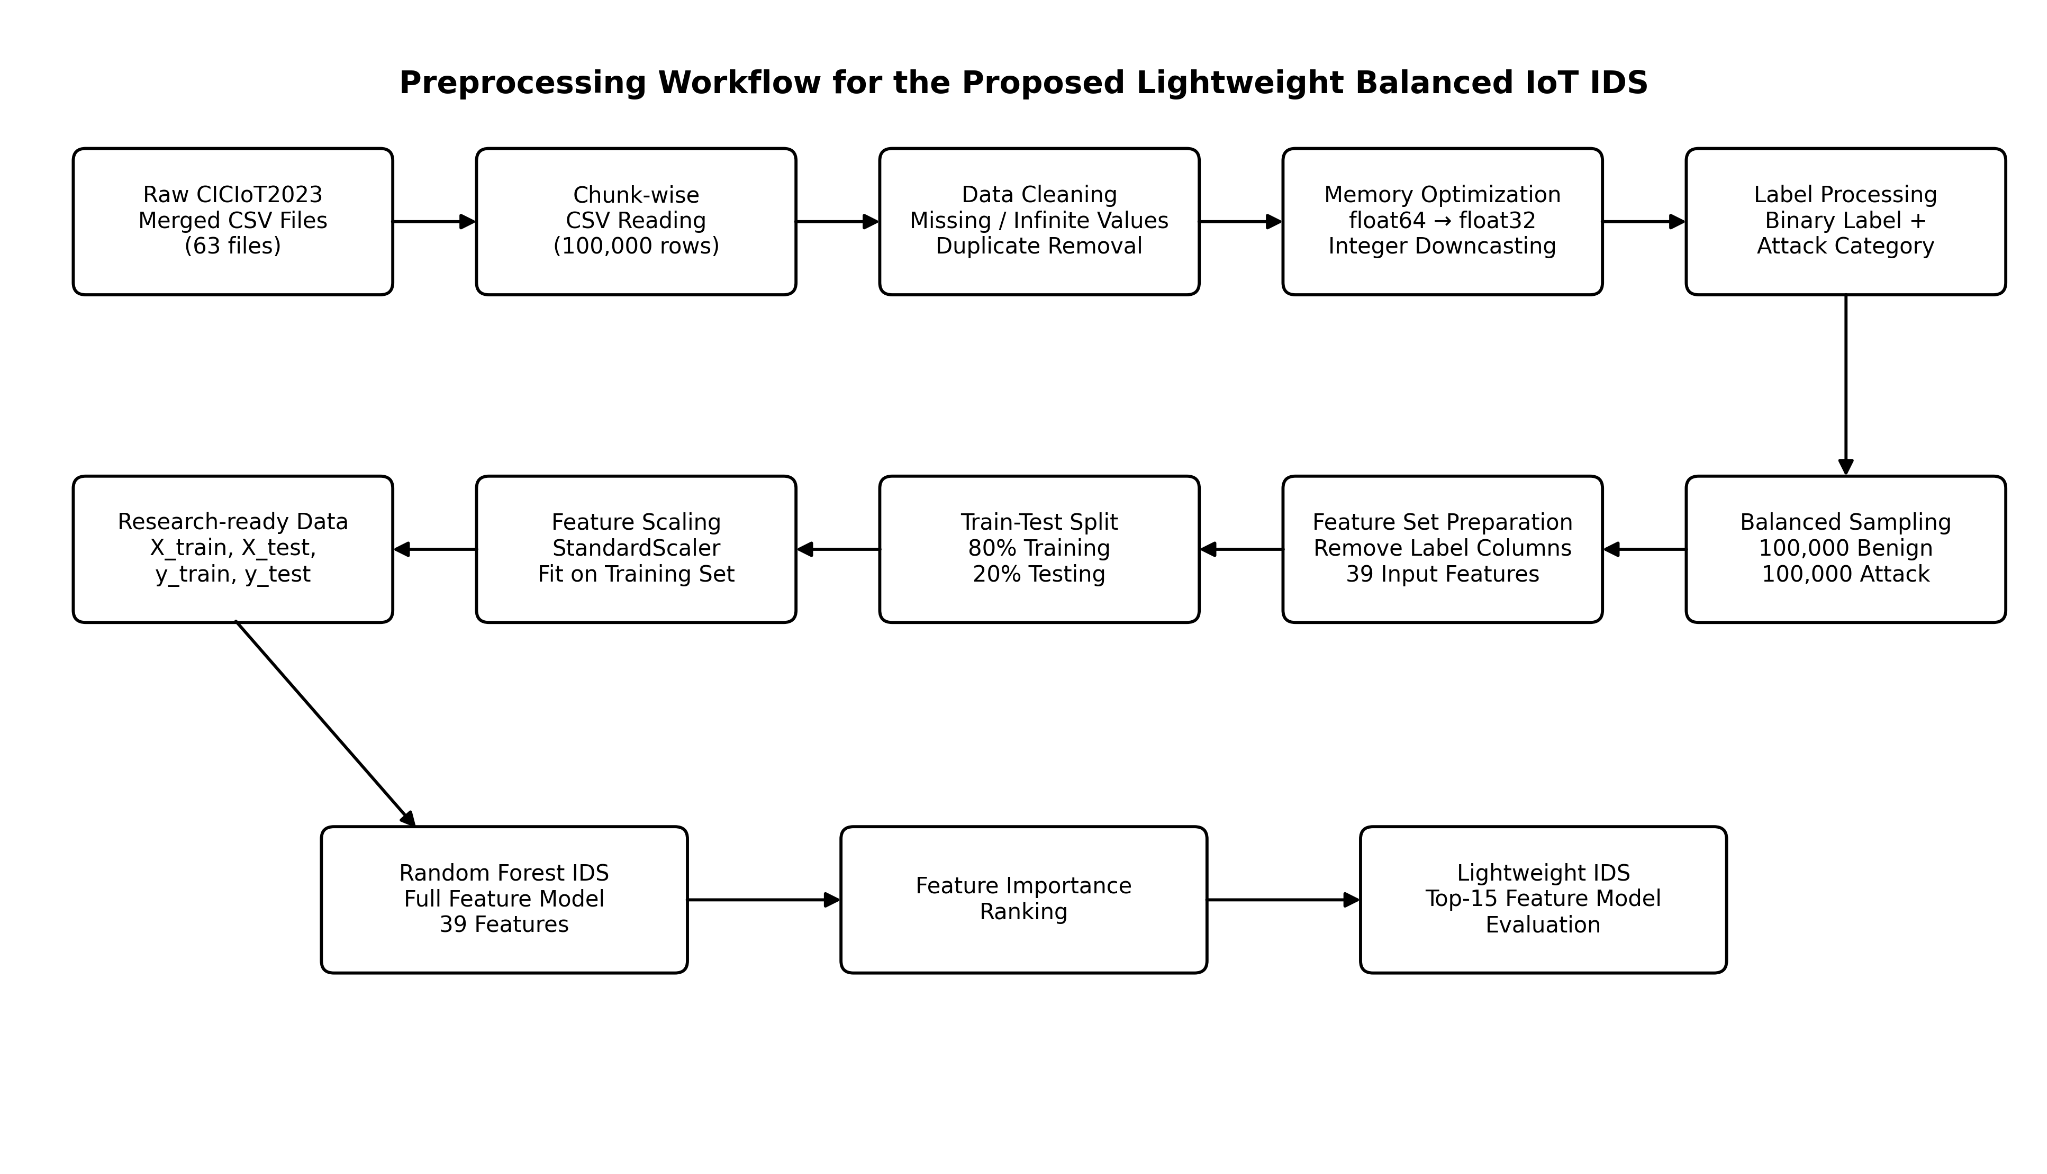 Preprocessing Workflow for the Proposed Lightweight Balanced IoT IDS
Raw CICIoT2023
Merged CSV Files
(63 files)
Chunk-wise
CSV Reading
(100,000 rows)
Data Cleaning
Missing / Infinite Values
Duplicate Removal
Memory Optimization
float64 → float32
Integer Downcasting
Label Processing
Binary Label +
Attack Category
Balanced Sampling
100,000 Benign
100,000 Attack
Feature Set Preparation
Remove Label Columns
39 Input Features
Train-Test Split
80% Training
20% Testing
Feature Scaling
StandardScaler
Fit on Training Set
Research-ready Data
X_train, X_test,
y_train, y_test
Random Forest IDS
Full Feature Model
39 Features
Feature Importance
Ranking
Lightweight IDS
Top-15 Feature Model
Evaluation